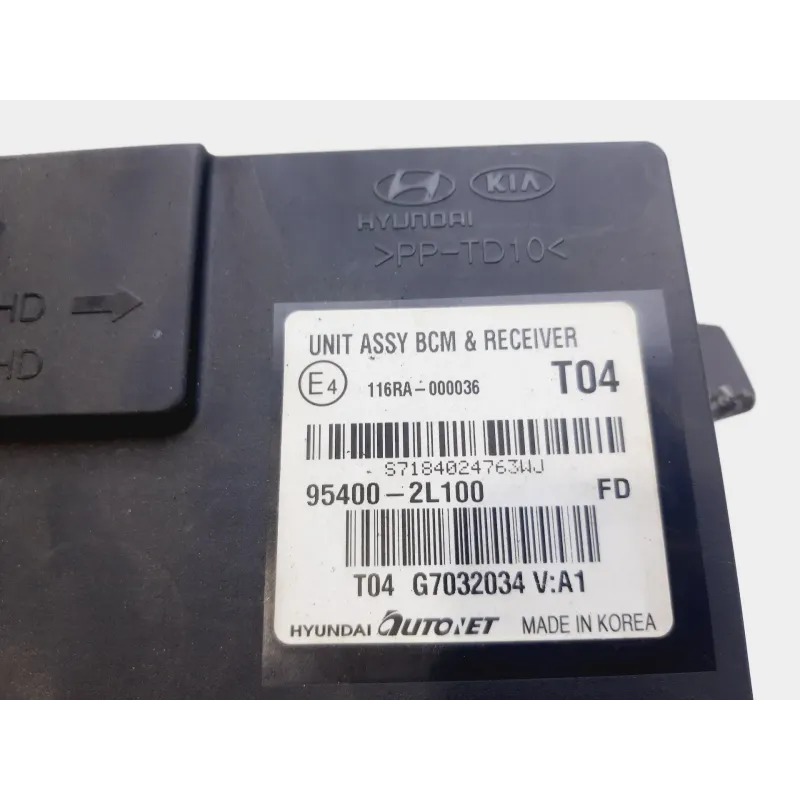 KIA
HYUNDAI
>PP-TD10<
HD
HD
UNIT ASSY BCM & RECEIVER
E4 116RA-000036 T04
S7184024763WJ
95400-2L100 FD
T04 G7032034 V:A1
HYUNDAI AUTONET MADE IN KOREA